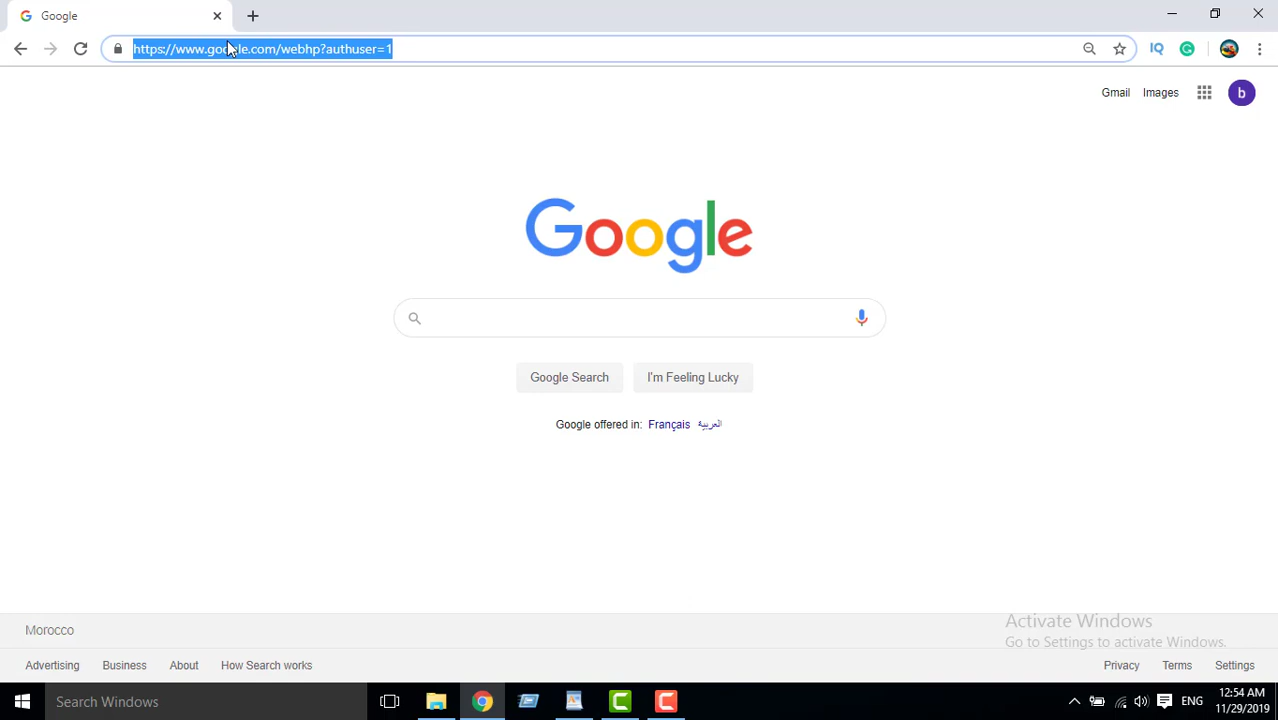 Google
https://www.google.com/webhp?authuser=1
IQ
Gmail Images b
Google
Google Search I'm Feeling Lucky
Google offered in: Français العربية
Morocco
Activate Windows
Go to Settings to activate Windows.
Advertising Business About How Search works Privacy Terms Settings
Search Windows
ENG
12:54 AM
11/29/2019